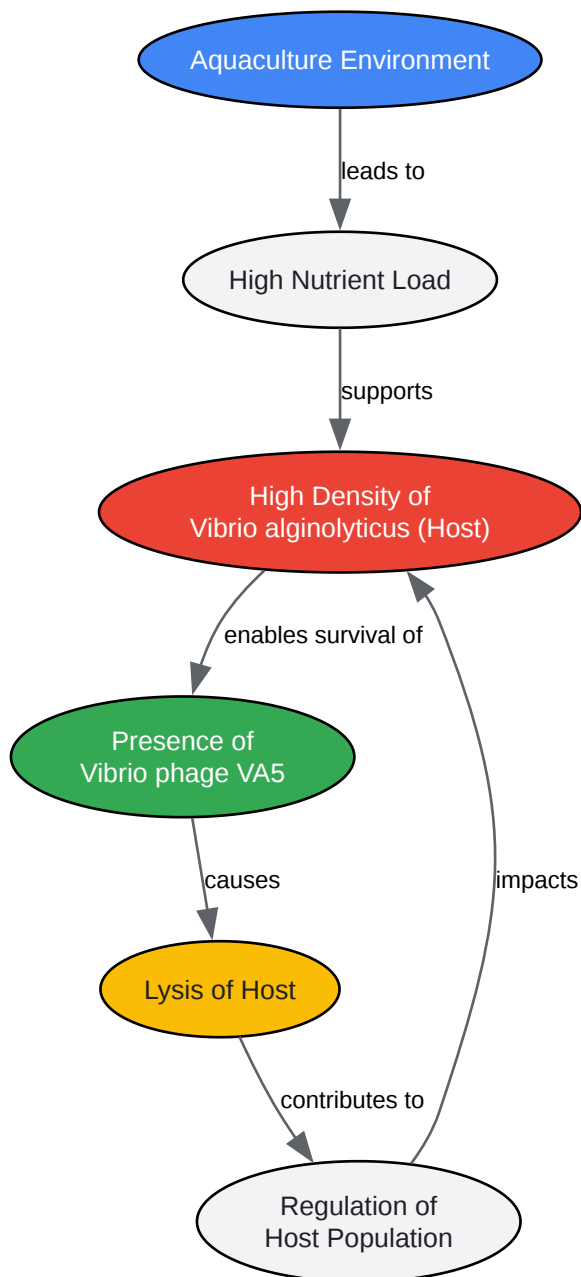 Aquaculture Environment
leads to
High Nutrient Load
supports
High Density of
Vibrio alginolyticus (Host)
enables survival of
Presence of
Vibrio phage VA5
causes
impacts
Lysis of Host
contributes to
Regulation of
Host Population